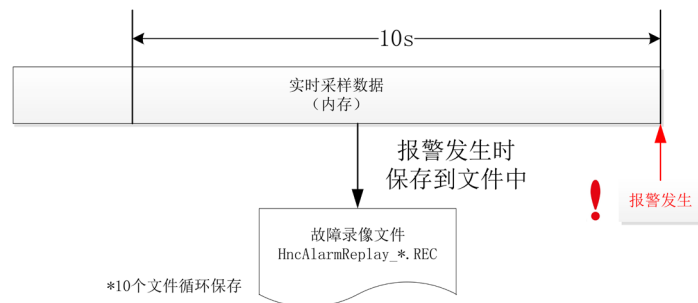 10s
实时采样数据
（内存）
报警发生时
保存到文件中
!
报警发生
故障录像文件
HncAlarmReplay_*.REC
*10个文件循环保存